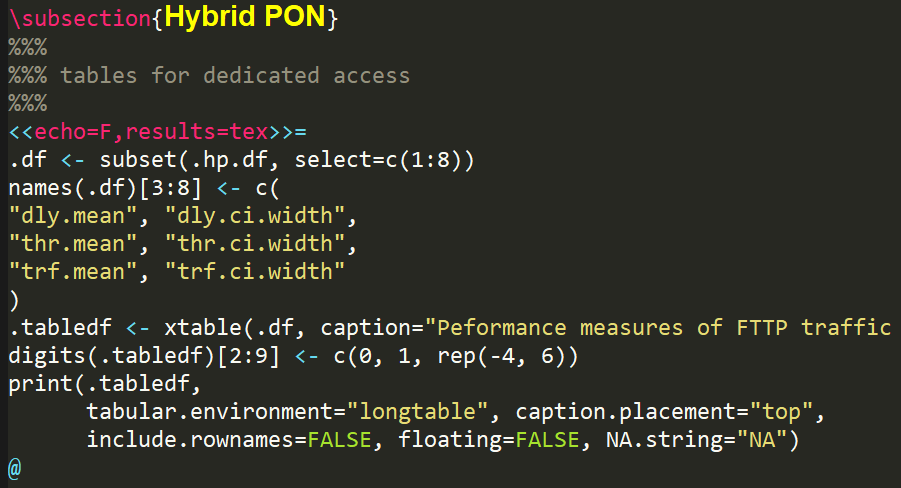 \subsection{Hybrid PON}
%%%
%%% tables for dedicated access
%%%
<<echo=F,results=tex>>=
.df <- subset(.hp.df, select=c(1:8))
names(.df)[3:8] <- c(
"dly.mean", "dly.ci.width",
"thr.mean", "thr.ci.width",
"trf.mean", "trf.ci.width"
)
.tabledf <- xtable(.df, caption="Peformance measures of FTTP traffic
digits(.tabledf)[2:9] <- c(0, 1, rep(-4, 6))
print(.tabledf,
      tabular.environment="longtable", caption.placement="top",
      include.rownames=FALSE, floating=FALSE, NA.string="NA")
@